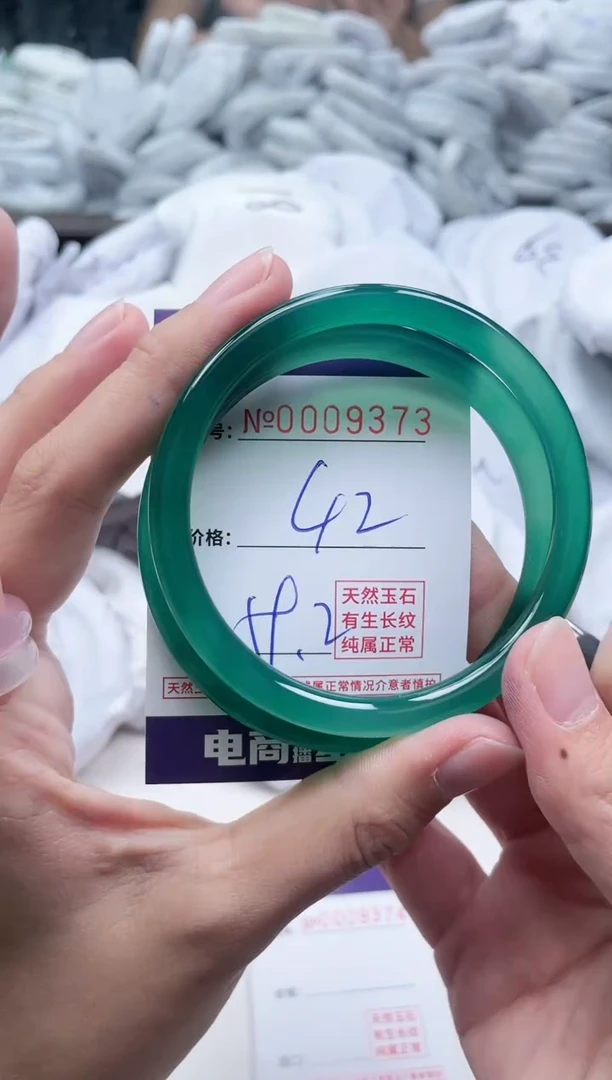 号: №0009373
价格: 42
天然玉石
有生长纹
纯属正常
属正常情况介意者慎拍
电商播
№0009374
天然玉石
有生长纹
纯属正常